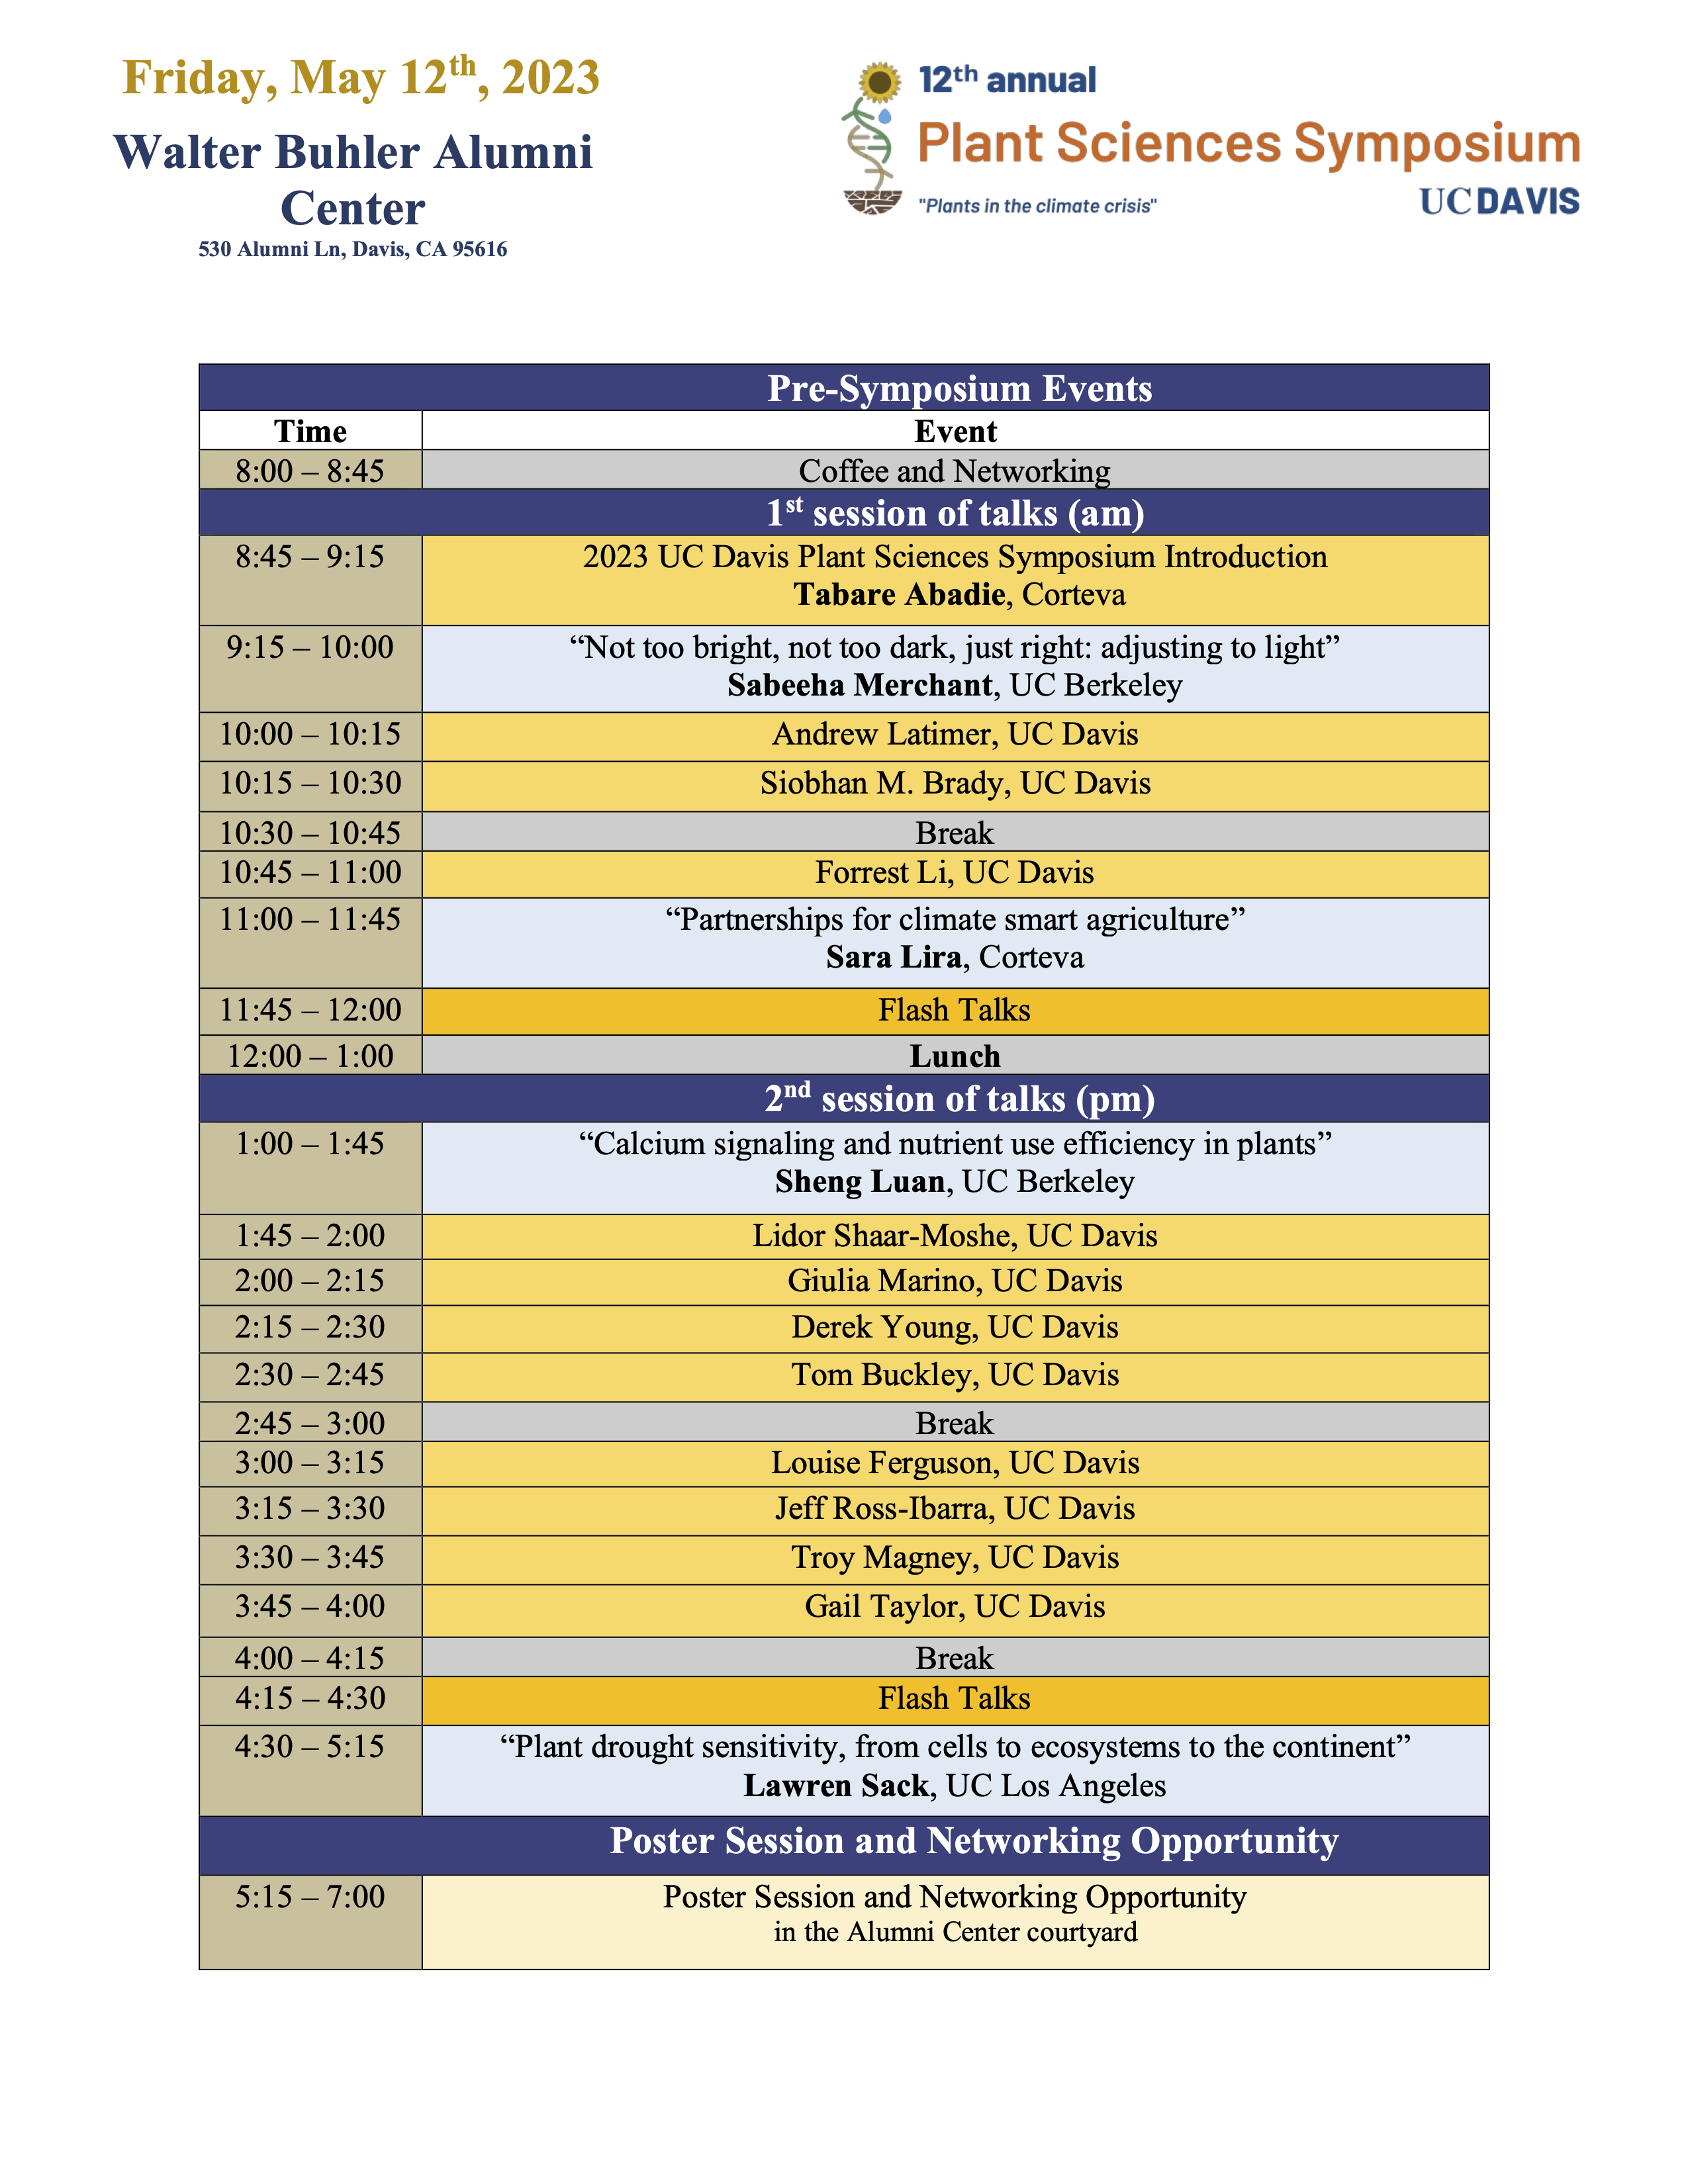 Friday, May 12th, 2023
Walter Buhler Alumni
Center
530 Alumni Ln, Davis, CA 95616
12th annual
Plant Sciences Symposium
"Plants in the climate crisis"
UCDAVIS
Pre-Symposium Events
Time Event
8:00 – 8:45 Coffee and Networking
1st session of talks (am)
8:45 – 9:15 2023 UC Davis Plant Sciences Symposium Introduction
Tabare Abadie, Corteva
9:15 – 10:00 “Not too bright, not too dark, just right: adjusting to light”
Sabeeha Merchant, UC Berkeley
10:00 – 10:15 Andrew Latimer, UC Davis
10:15 – 10:30 Siobhan M. Brady, UC Davis
10:30 – 10:45 Break
10:45 – 11:00 Forrest Li, UC Davis
11:00 – 11:45 “Partnerships for climate smart agriculture”
Sara Lira, Corteva
11:45 – 12:00 Flash Talks
12:00 – 1:00 Lunch
2nd session of talks (pm)
1:00 – 1:45 “Calcium signaling and nutrient use efficiency in plants”
Sheng Luan, UC Berkeley
1:45 – 2:00 Lidor Shaar-Moshe, UC Davis
2:00 – 2:15 Giulia Marino, UC Davis
2:15 – 2:30 Derek Young, UC Davis
2:30 – 2:45 Tom Buckley, UC Davis
2:45 – 3:00 Break
3:00 – 3:15 Louise Ferguson, UC Davis
3:15 – 3:30 Jeff Ross-Ibarra, UC Davis
3:30 – 3:45 Troy Magney, UC Davis
3:45 – 4:00 Gail Taylor, UC Davis
4:00 – 4:15 Break
4:15 – 4:30 Flash Talks
4:30 – 5:15 “Plant drought sensitivity, from cells to ecosystems to the continent”
Lawren Sack, UC Los Angeles
Poster Session and Networking Opportunity
5:15 – 7:00 Poster Session and Networking Opportunity
in the Alumni Center courtyard